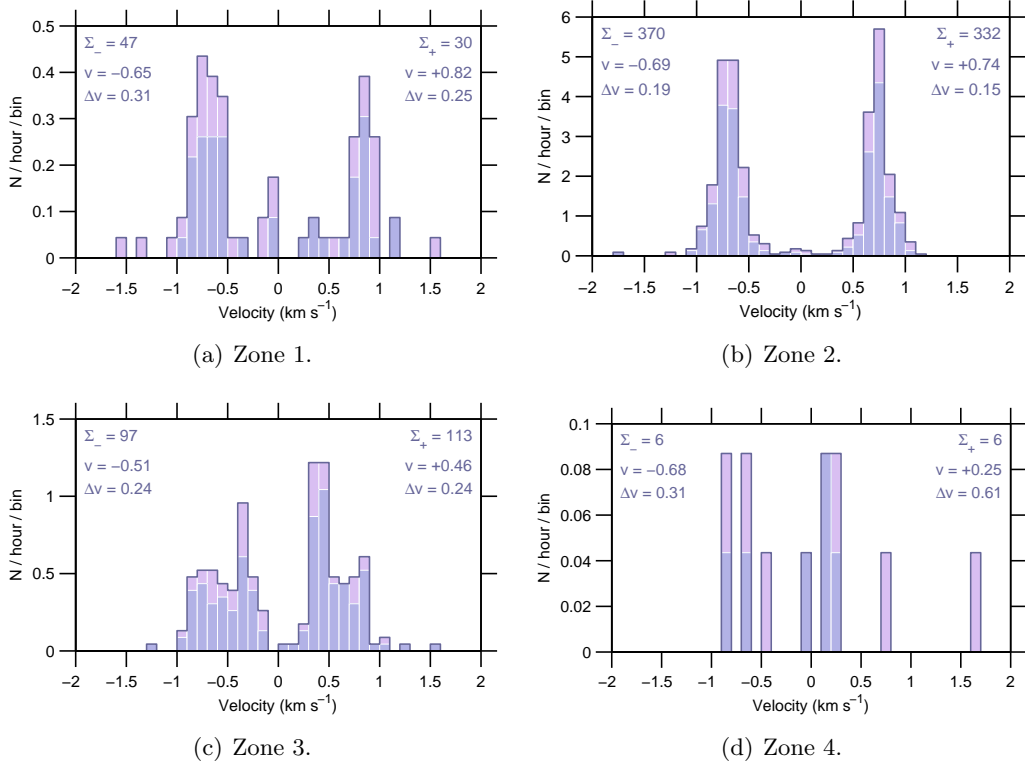 0.5
0.4
0.3
0.2
0.1
0
N / hour / bin
Σ₋ = 47
v = −0.65
Δv = 0.31
Σ₊ = 30
v = +0.82
Δv = 0.25
−2 −1.5 −1 −0.5 0 0.5 1 1.5 2
Velocity (km s⁻¹)
(a) Zone 1.
6
5
4
3
2
1
0
N / hour / bin
Σ₋ = 370
v = −0.69
Δv = 0.19
Σ₊ = 332
v = +0.74
Δv = 0.15
−2 −1.5 −1 −0.5 0 0.5 1 1.5 2
Velocity (km s⁻¹)
(b) Zone 2.
1.5
1
0.5
0
N / hour / bin
Σ₋ = 97
v = −0.51
Δv = 0.24
Σ₊ = 113
v = +0.46
Δv = 0.24
−2 −1.5 −1 −0.5 0 0.5 1 1.5 2
Velocity (km s⁻¹)
(c) Zone 3.
0.1
0.08
0.06
0.04
0.02
0
N / hour / bin
Σ₋ = 6
v = −0.68
Δv = 0.31
Σ₊ = 6
v = +0.25
Δv = 0.61
−2 −1.5 −1 −0.5 0 0.5 1 1.5 2
Velocity (km s⁻¹)
(d) Zone 4.